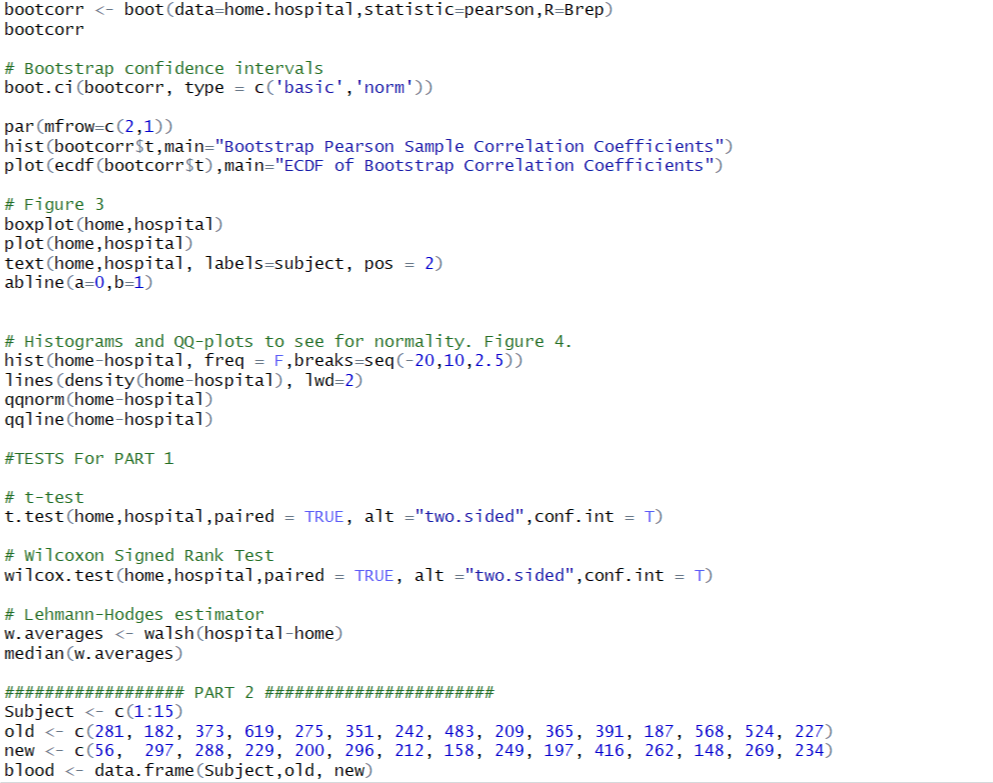 bootcorr <- boot(data=home.hospital,statistic=pearson,R=Brep)
bootcorr
# Bootstrap confidence intervals
boot.ci(bootcorr, type = c('basic','norm'))
par(mfrow=c(2,1))
hist(bootcorr$t,main="Bootstrap Pearson Sample Correlation Coefficients")
plot(ecdf(bootcorr$t),main="ECDF of Bootstrap Correlation Coefficients")
# Figure 3
boxplot(home,hospital)
plot(home,hospital)
text(home,hospital, labels=subject, pos = 2)
abline(a=0,b=1)
# Histograms and QQ-plots to see for normality. Figure 4.
hist(home-hospital, freq = F,breaks=seq(-20,10,2.5))
lines(density(home-hospital), lwd=2)
qqnorm(home-hospital)
qqline(home-hospital)
#TESTS For PART 1
# t-test
t.test(home,hospital,paired = TRUE, alt ="two.sided",conf.int = T)
# Wilcoxon Signed Rank Test
wilcox.test(home,hospital,paired = TRUE, alt ="two.sided",conf.int = T)
# Lehmann-Hodges estimator
w.averages <- walsh(hospital-home)
median(w.averages)
################## PART 2 #######################
Subject <- c(1:15)
old <- c(281, 182, 373, 619, 275, 351, 242, 483, 209, 365, 391, 187, 568, 524, 227)
new <- c(56,  297, 288, 229, 200, 296, 212, 158, 249, 197, 416, 262, 148, 269, 234)
blood <- data.frame(Subject,old, new)